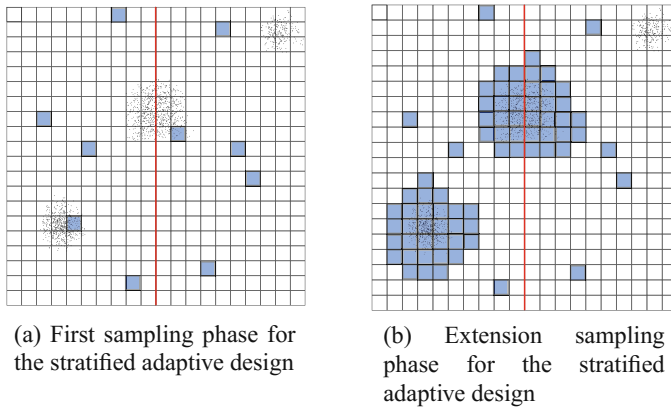 (a) First sampling phase for
the stratified adaptive design
(b) Extension sampling
phase for the stratified
adaptive design